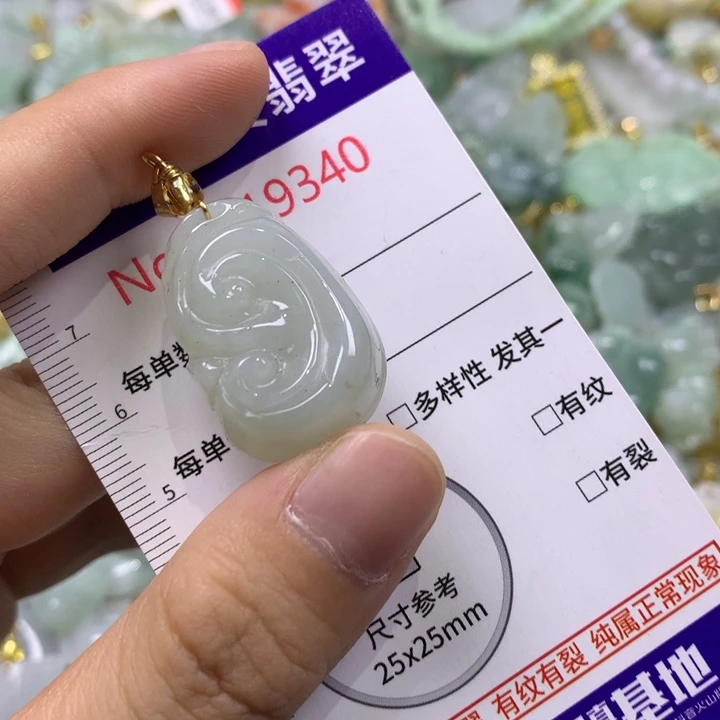 翡翠
No 19340
7
每单数
6
□多样性 发其一
每单
□有纹
5
□有裂
尺寸参考
25x25mm
有纹有裂 纯属正常现象
基地